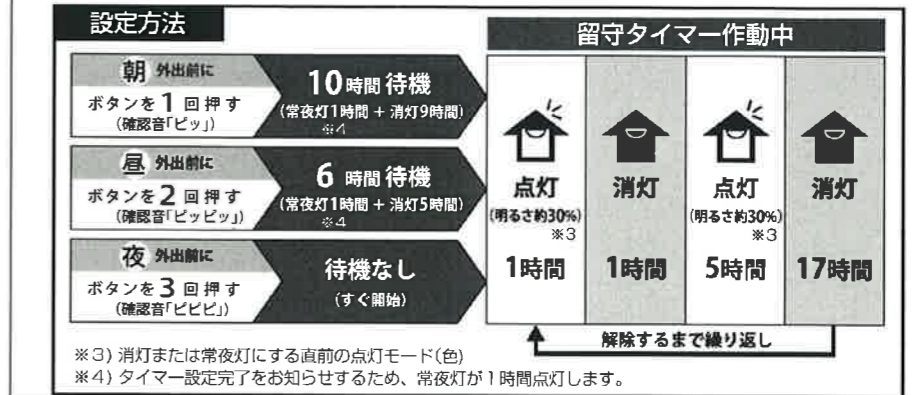 設定方法
留守タイマー作動中
朝 外出前に
ボタンを1回押す
(確認音「ピッ」)
10時間待機
(常夜灯1時間 + 消灯9時間)
※4
昼 外出前に
ボタンを2回押す
(確認音「ピッピッ」)
6時間待機
(常夜灯1時間 + 消灯5時間)
※4
夜 外出前に
ボタンを3回押す
(確認音「ピピピ」)
待機なし
(すぐ開始)
点灯
(明るさ約30%)
※3
1時間
消灯
1時間
点灯
(明るさ約30%)
※3
5時間
消灯
17時間
解除するまで繰り返し
※3) 消灯または常夜灯にする直前の点灯モード(色)
※4) タイマー設定完了をお知らせするため、常夜灯が1時間点灯します。